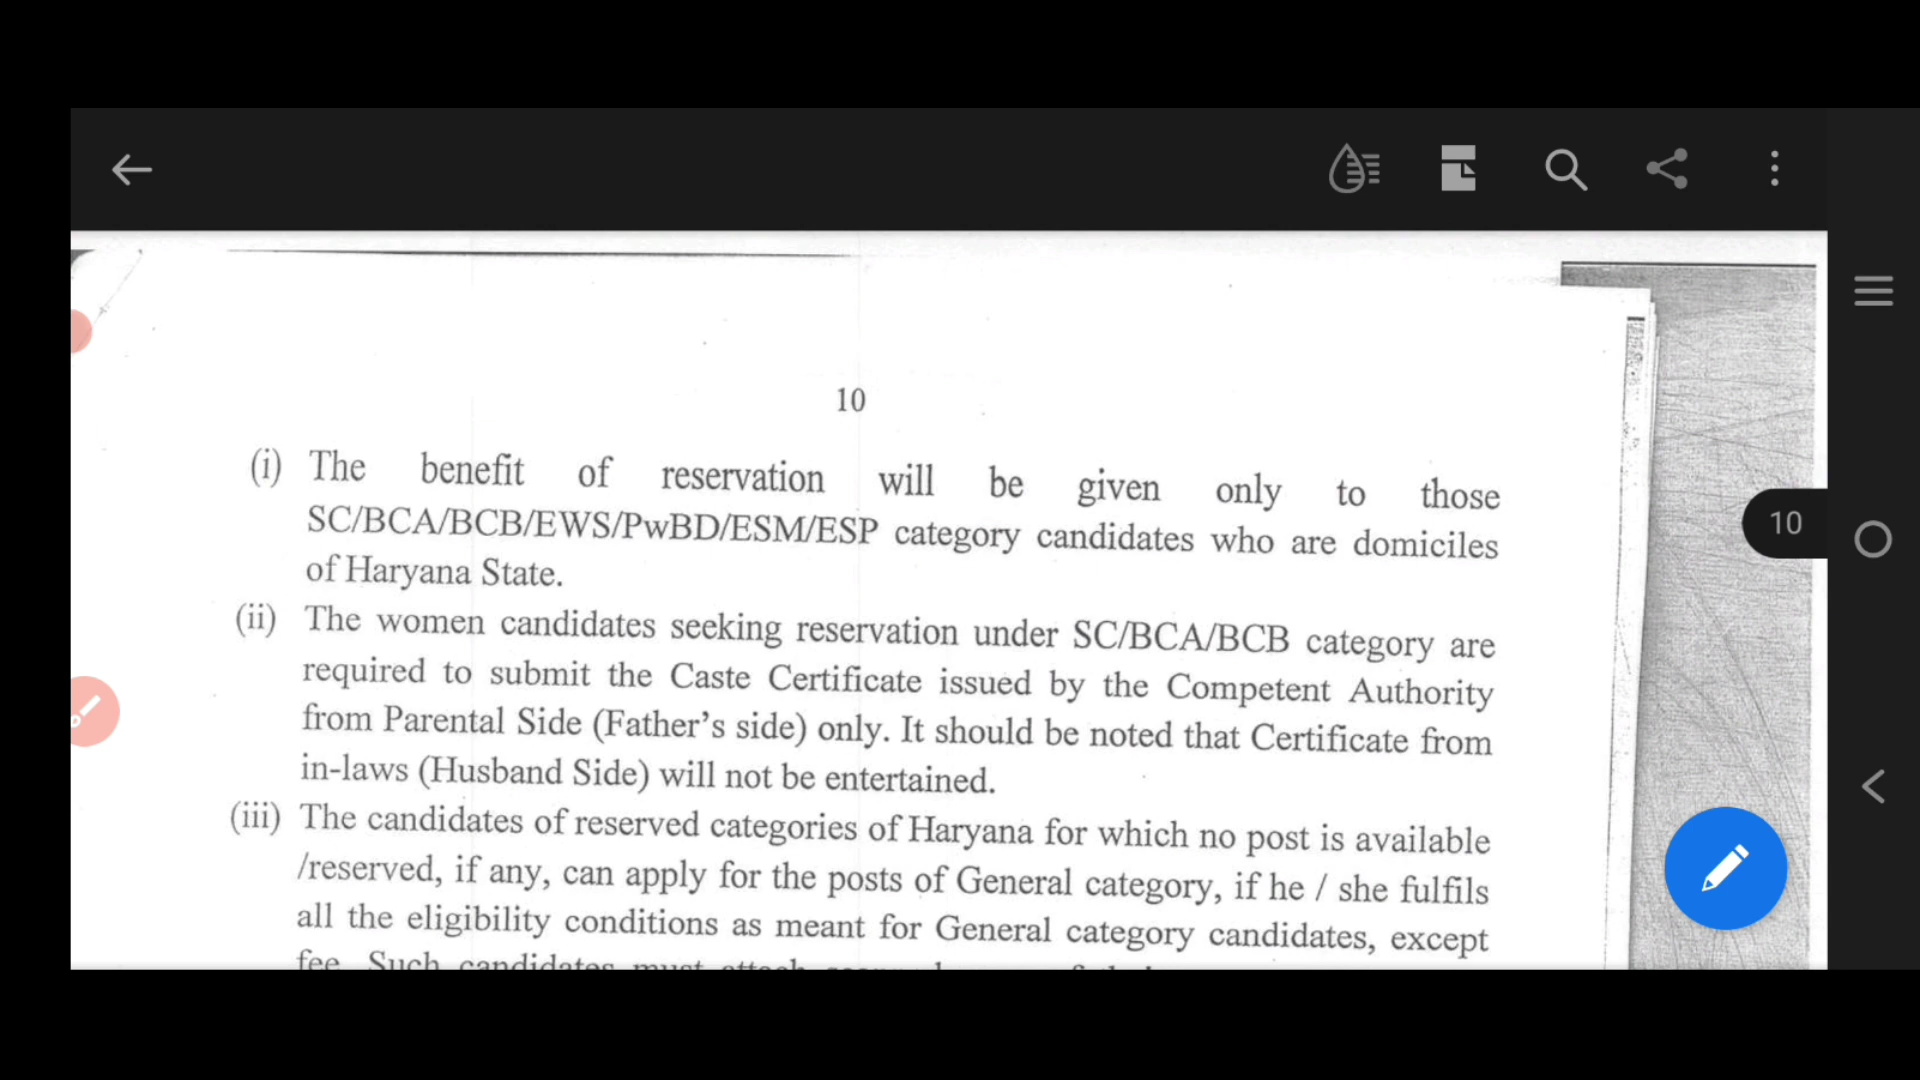 10
(i) The benefit of reservation will be given only to those
SC/BCA/BCB/EWS/PwBD/ESM/ESP category candidates who are domiciles
of Haryana State.
10
(ii) The women candidates seeking reservation under SC/BCA/BCB category are
required to submit the Caste Certificate issued by the Competent Authority
from Parental Side (Father's side) only. It should be noted that Certificate from
in-laws (Husband Side) will not be entertained.
(iii) The candidates of reserved categories of Haryana for which no post is available
/reserved, if any, can apply for the posts of General category, if he / she fulfils
all the eligibility conditions as meant for General category candidates, except
fee. Such candidates must attach